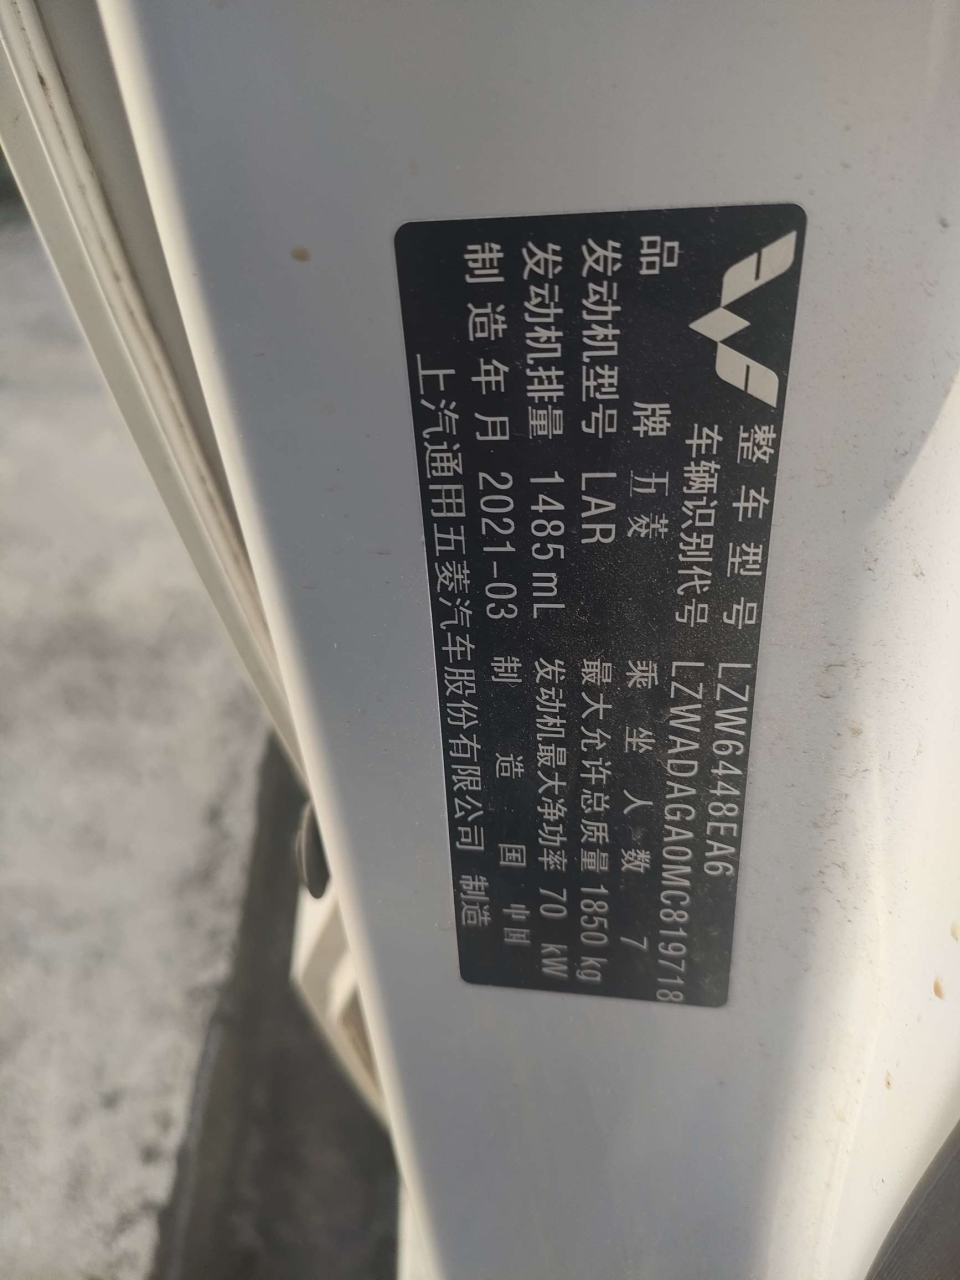 整车型号 LZW6448EA6
车辆识别代号 LZWADAGA0MC819718
品牌 五菱 乘坐人数 7
发动机型号 LAR 最大允许总质量 1850 kg
发动机排量 1485 mL 发动机最大净功率 70 kW
制造年月 2021-03 制造国 中国
上汽通用五菱汽车股份有限公司 制造